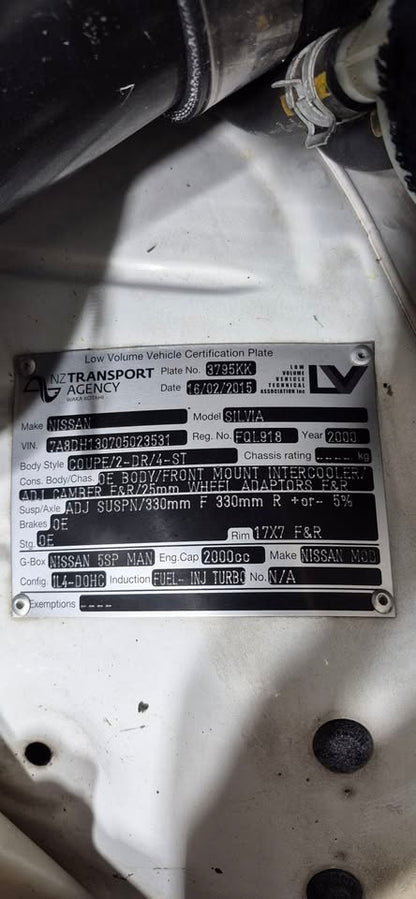 Low Volume Vehicle Certification Plate
NZTRANSPORT AGENCY WAKA KOTAHI
Plate No. 3795KK
Date 16/02/2015
LOW VOLUME VEHICLE TECHNICAL ASSOCIATION Inc LVV
Make NISSAN Model SILVIA
VIN. 7A8DH130705023531 Reg. No. FQL918 Year 2000
Body Style COUPE/2-DR/4-ST Chassis rating ---- kg
Cons. Body/Chas. OE BODY/FRONT MOUNT INTERCOOLER/
ADJ CAMBER F&R/25mm WHEEL ADAPTORS F&R
Susp/Axle ADJ SUSPN/330mm F 330mm R +or- 5%
Brakes OE
Stg OE Rim 17X7 F&R
G-Box NISSAN 5SP MAN Eng.Cap 2000cc Make NISSAN MOD
Config. IL4-DOHC Induction FUEL- INJ TURBO No. N/A
Exemptions ----